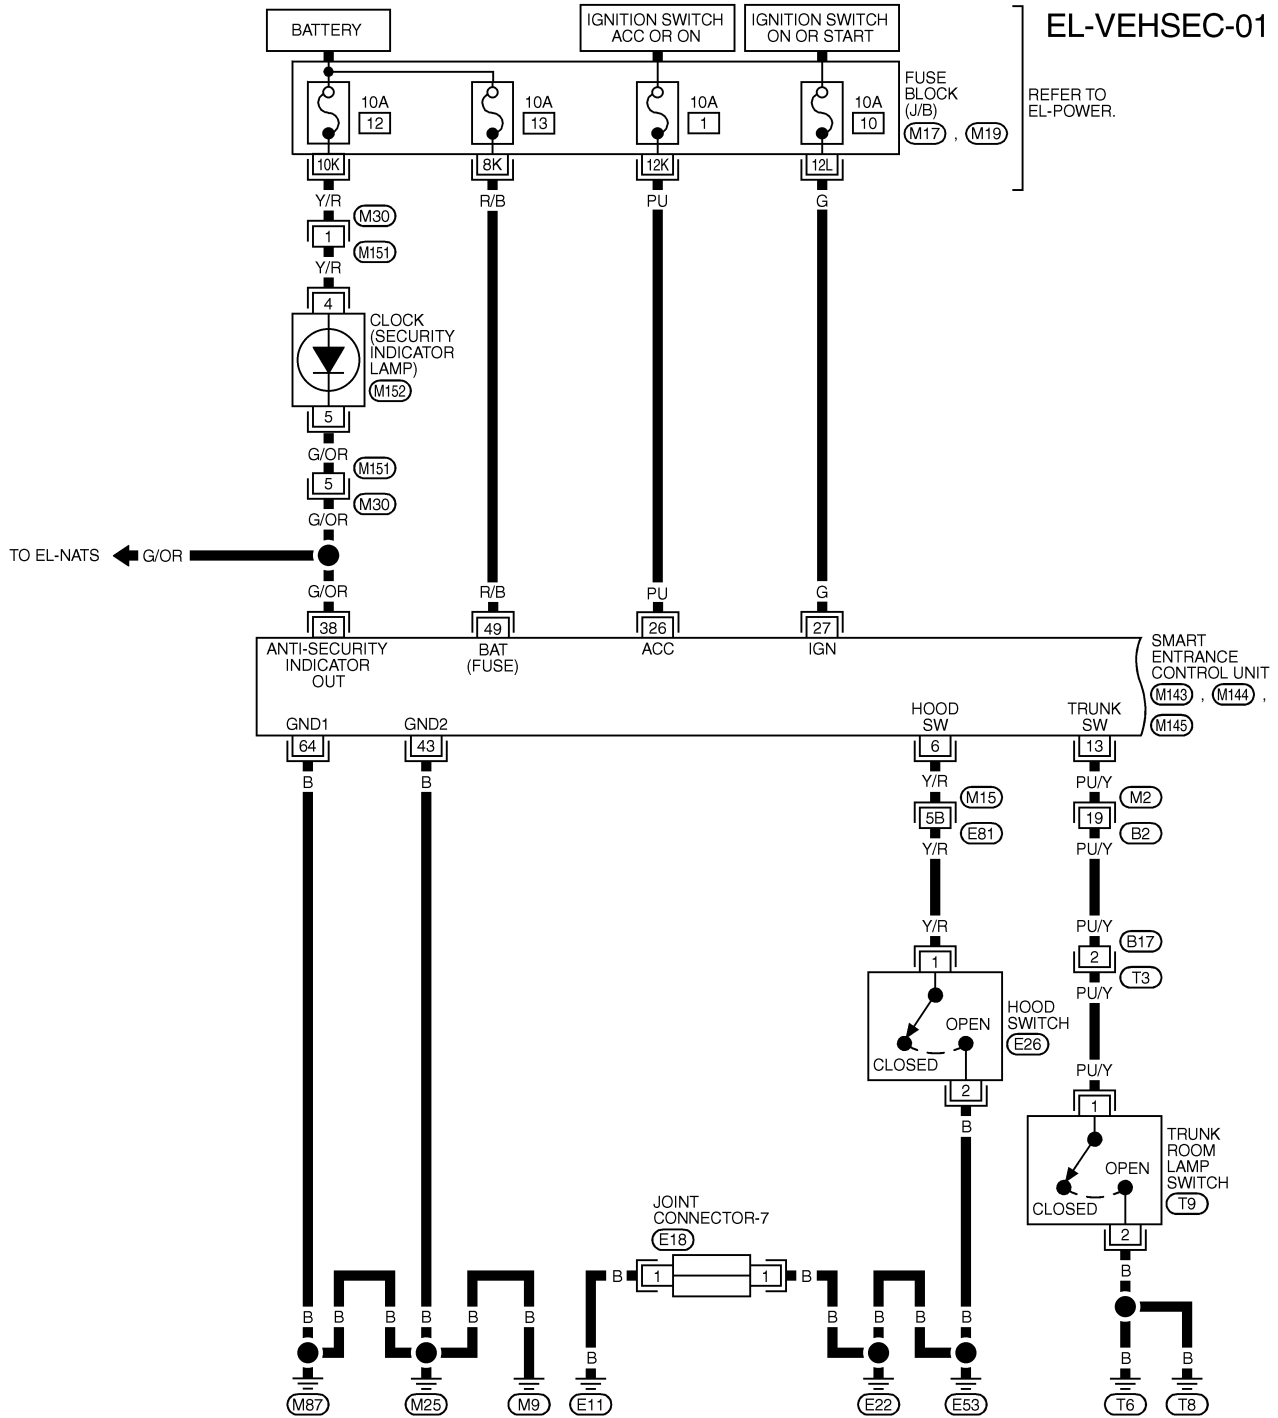 EL-VEHSEC-01
BATTERY
IGNITION SWITCH
ACC OR ON
IGNITION SWITCH
ON OR START
10A
12
10A
13
10A
1
10A
10
FUSE
BLOCK
(J/B)
M17 , M19
REFER TO
EL-POWER.
10K
8K
12K
12L
Y/R
R/B
PU
G
M30
1
M151
Y/R
4
CLOCK
(SECURITY
INDICATOR
LAMP)
M152
5
G/OR
M151
5
M30
G/OR
TO EL-NATS
G/OR
G/OR
R/B
PU
G
38
49
26
27
ANTI-SECURITY
INDICATOR
OUT
BAT
(FUSE)
ACC
IGN
SMART
ENTRANCE
CONTROL UNIT
M143 , M144 ,
M145
GND1
GND2
HOOD
SW
TRUNK
SW
64
43
6
13
B
B
Y/R
PU/Y
M15
M2
5B
19
E81
B2
Y/R
PU/Y
Y/R
PU/Y
B17
1
2
T3
PU/Y
HOOD
SWITCH
E26
OPEN
CLOSED
PU/Y
2
1
B
TRUNK
ROOM
LAMP
SWITCH
T9
OPEN
CLOSED
JOINT
CONNECTOR-7
E18
2
B
B
1
1
B
B
B
B
B
B
B
B
B
B
B
B
B
B
M87
M25
M9
E11
E22
E53
T6
T8